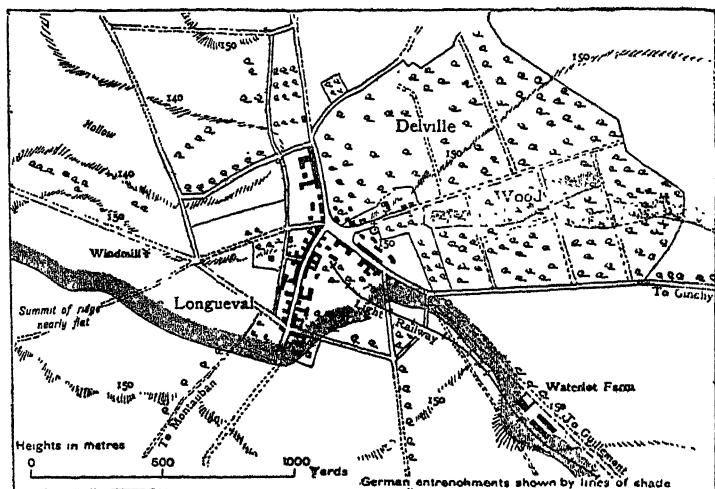 150
140
150
Hollow
Delville
140
150
Wood
130
150
Windmill
Longueval
To Ginchy
Summit of ridge
nearly flat
Light Railway
150
150
Waterlot Farm
To Montauban
To Guillemont
Heights in metres
0 500 1000
Yards
German entrenchments shown by lines of shade